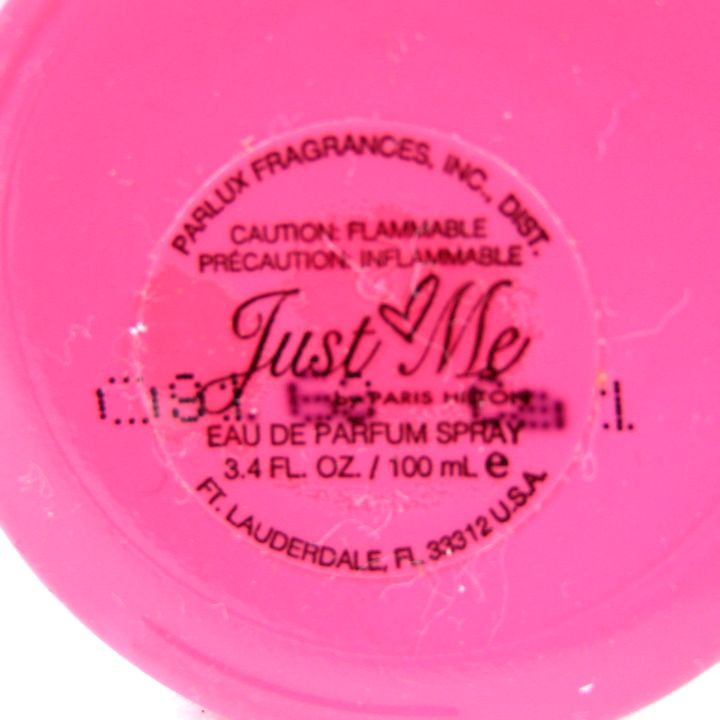 PARLUX FRAGRANCES, INC., DIST.
CAUTION: FLAMMABLE
PRÉCAUTION: INFLAMMABLE
Just Me
by PARIS HILTON
EAU DE PARFUM SPRAY
3.4 FL. OZ. / 100 mL e
FT. LAUDERDALE, FL 33312 U.S.A.